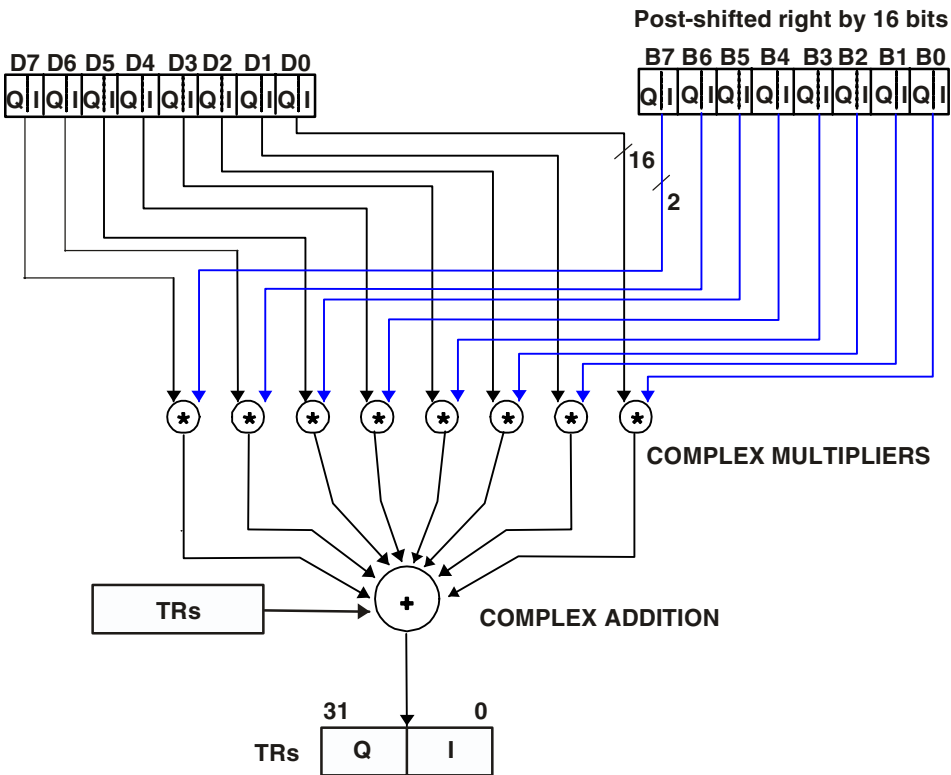 Post-shifted right by 16 bits
D7 D6 D5 D4 D3 D2 D1 D0
Q I Q I Q I Q I Q I Q I Q I Q I
B7 B6 B5 B4 B3 B2 B1 B0
Q I Q I Q I Q I Q I Q I Q I Q I
16
2
* * * * * * * *
COMPLEX MULTIPLIERS
TRs
+
COMPLEX ADDITION
31 0
TRs Q I